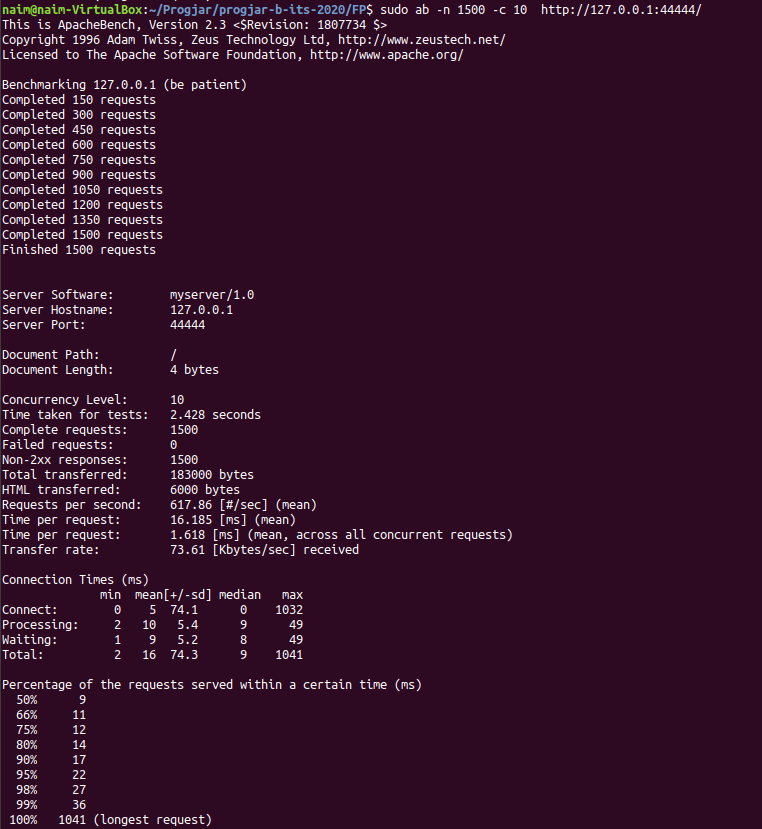 naim@naim-VirtualBox:~/Progjar/progjar-b-its-2020/FP$ sudo ab -n 1500 -c 10  http://127.0.0.1:44444/
This is ApacheBench, Version 2.3 <$Revision: 1807734 $>
Copyright 1996 Adam Twiss, Zeus Technology Ltd, http://www.zeustech.net/
Licensed to The Apache Software Foundation, http://www.apache.org/

Benchmarking 127.0.0.1 (be patient)
Completed 150 requests
Completed 300 requests
Completed 450 requests
Completed 600 requests
Completed 750 requests
Completed 900 requests
Completed 1050 requests
Completed 1200 requests
Completed 1350 requests
Completed 1500 requests
Finished 1500 requests


Server Software:        myserver/1.0
Server Hostname:        127.0.0.1
Server Port:            44444

Document Path:          /
Document Length:        4 bytes

Concurrency Level:      10
Time taken for tests:   2.428 seconds
Complete requests:      1500
Failed requests:        0
Non-2xx responses:      1500
Total transferred:      183000 bytes
HTML transferred:       6000 bytes
Requests per second:    617.86 [#/sec] (mean)
Time per request:       16.185 [ms] (mean)
Time per request:       1.618 [ms] (mean, across all concurrent requests)
Transfer rate:          73.61 [Kbytes/sec] received

Connection Times (ms)
              min  mean[+/-sd] median   max
Connect:        0    5  74.1      0    1032
Processing:     2   10   5.4      9      49
Waiting:        1    9   5.2      8      49
Total:          2   16  74.3      9    1041

Percentage of the requests served within a certain time (ms)
  50%      9
  66%     11
  75%     12
  80%     14
  90%     17
  95%     22
  98%     27
  99%     36
 100%   1041 (longest request)